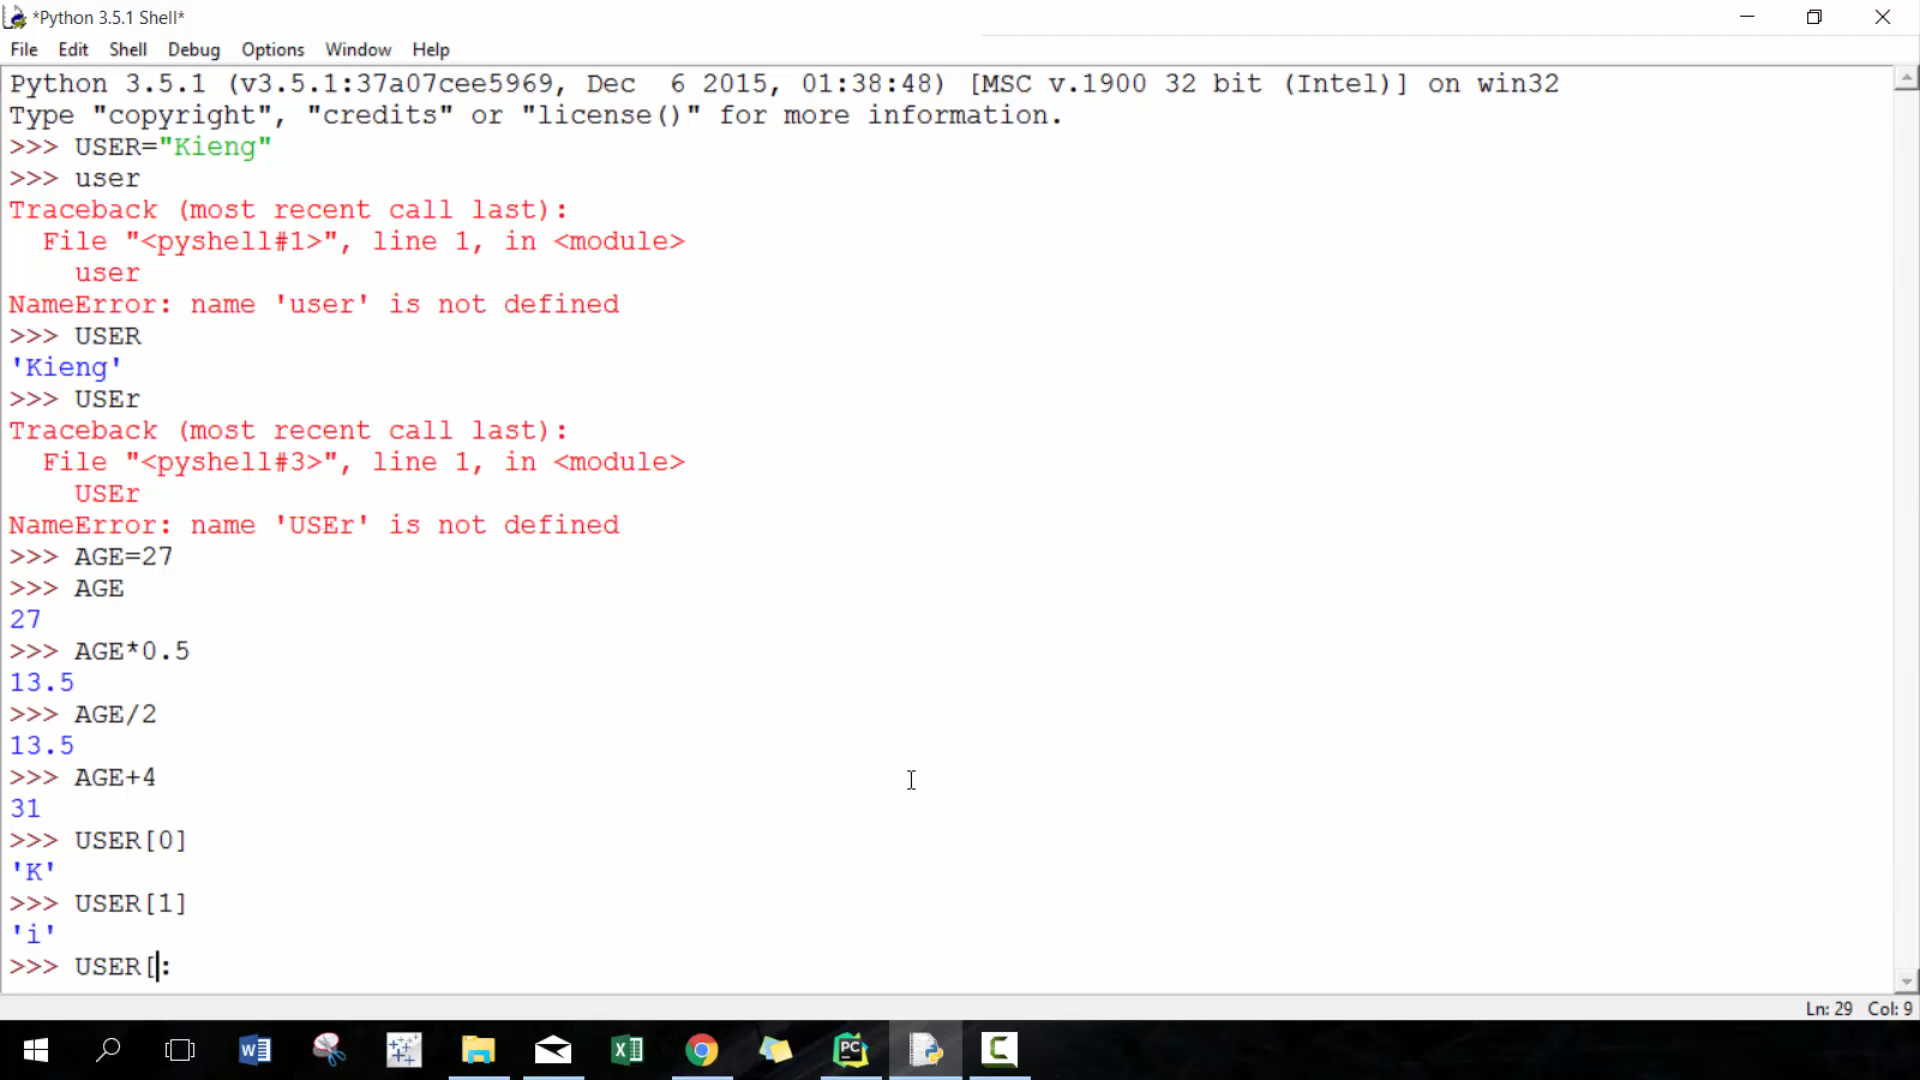 *Python 3.5.1 Shell*
File Edit Shell Debug Options Window Help
Python 3.5.1 (v3.5.1:37a07cee5969, Dec  6 2015, 01:38:48) [MSC v.1900 32 bit (Intel)] on win32
Type "copyright", "credits" or "license()" for more information.
>>> USER="Kieng"
>>> user
Traceback (most recent call last):
  File "<pyshell#1>", line 1, in <module>
    user
NameError: name 'user' is not defined
>>> USER
'Kieng'
>>> USEr
Traceback (most recent call last):
  File "<pyshell#3>", line 1, in <module>
    USEr
NameError: name 'USEr' is not defined
>>> AGE=27
>>> AGE
27
>>> AGE*0.5
13.5
>>> AGE/2
13.5
>>> AGE+4
31
>>> USER[0]
'K'
>>> USER[1]
'i'
>>> USER[:
Ln: 29 Col: 9